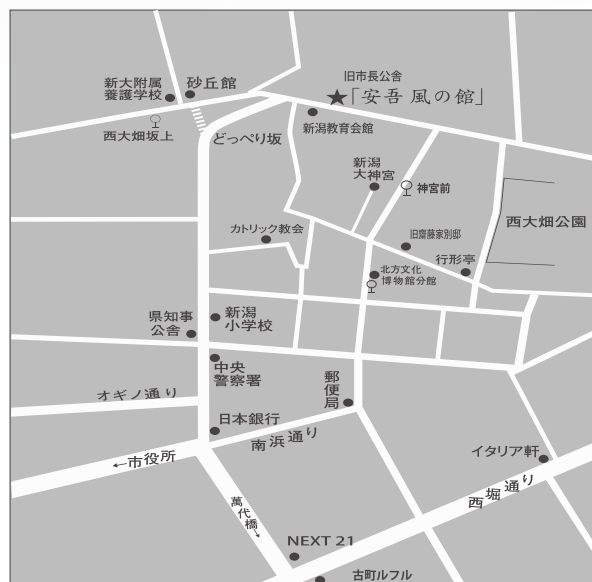 旧市長公舎
新大附属
養護学校
砂丘館
★「安吾 風の館」
新潟教育会館
西大畑坂上
どっぺり坂
新潟
大神宮
神宮前
西大畑公園
カトリック教会
旧齋藤家別邸
行形亭
北方文化
博物館分館
県知事
公舎
新潟
小学校
中央
警察署
郵便局
オギノ通り
日本銀行
南浜通り
←市役所
イタリア軒
西堀通り
萬代橋→
NEXT 21
古町ルフル